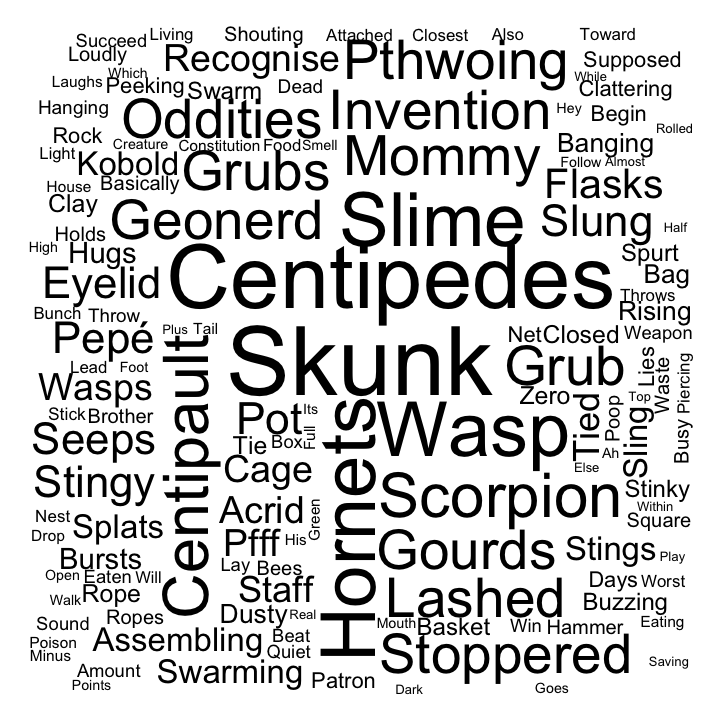 Succeed
Living
Shouting
Attached
Closest
Also
Toward
Loudly
Recognise
Pthwoing
Supposed
Laughs
Which
Peeking
Swarm
Dead
While
Clattering
Hanging
Oddities
Invention
Hey
Begin
Rock
Creature
Constitution
Food
Smell
Mommy
Banging
Rolled
Light
Kobold
Grubs
Follow
Almost
House
Basically
Flasks
Clay
Geonerd
Slime
Slung
Half
Holds
High
Hugs
Centipedes
Spurt
Eyelid
Bag
Bunch
Throw
Throws
Rising
Pepé
Plus
Tail
Skunk
Net
Closed
Weapon
Lead
Foot
Grub
Lies
Waste
Piercing
Wasps
Centipault
Zero
Top
Stick
Brother
Pot
Its
Full
Hornets
Wasp
Tied
Poop
Sling
Busy
Seeps
Tie
Box
Ah
Else
Stingy
Cage
Scorpion
Stinky
Within
Square
Nest
Drop
Splats
Acrid
Green
Pfff
His
Gourds
Stings
Play
Bursts
Lay
Bees
Open
Eaten
Will
Rope
Staff
Lashed
Days
Worst
Walk
Buzzing
Sound
Ropes
Dusty
Real
Mouth
Basket
Win
Hammer
Eating
Poison
Minus
Assembling
Beat
Quiet
Stoppered
Saving
Amount
Points
Swarming
Patron
Dark
Goes